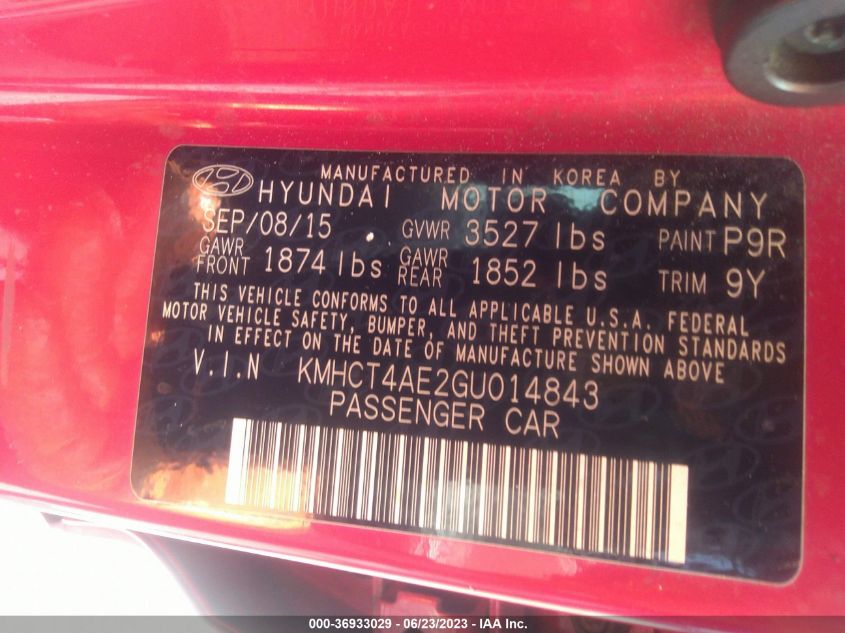 MANUFACTURED IN KOREA BY
HYUNDAI MOTOR COMPANY
SEP/08/15 GVWR 3527 lbs PAINT P9R
GAWR FRONT 1874 lbs GAWR REAR 1852 lbs TRIM 9Y
THIS VEHICLE CONFORMS TO ALL APPLICABLE U.S.A. FEDERAL
MOTOR VEHICLE SAFETY, BUMPER, AND THEFT PREVENTION STANDARDS
IN EFFECT ON THE DATE OF MANUFACTURE SHOWN ABOVE
V.I.N KMHCT4AE2GU014843
PASSENGER CAR
000-36933029 - 06/23/2023 - IAA Inc.